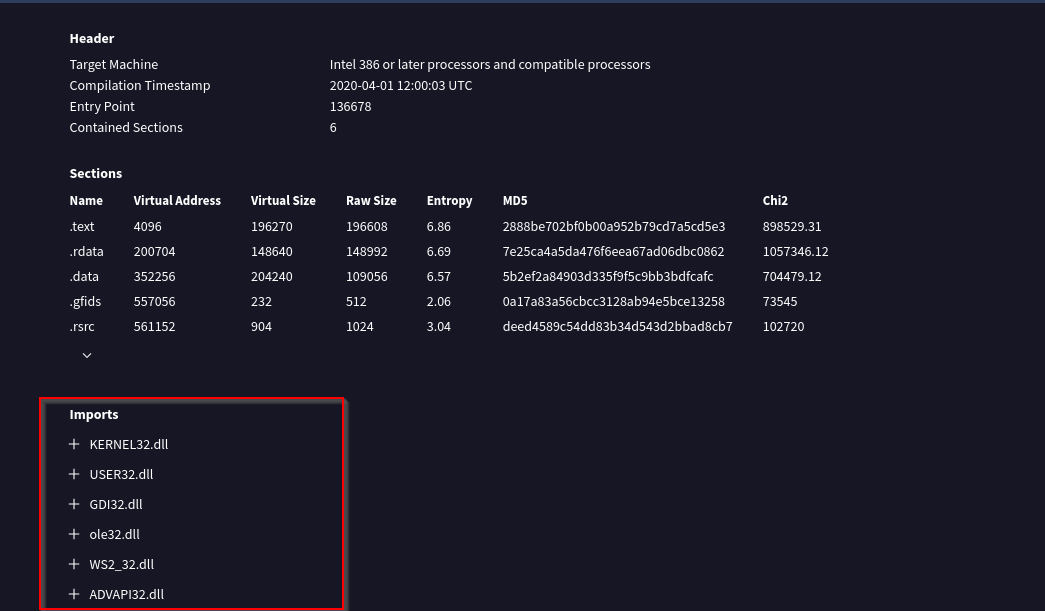 Header
Target Machine Intel 386 or later processors and compatible processors
Compilation Timestamp 2020-04-01 12:00:03 UTC
Entry Point 136678
Contained Sections 6
Sections
Name Virtual Address Virtual Size Raw Size Entropy MD5 Chi2
.text 4096 196270 196608 6.86 2888be702bf0b00a952b79cd7a5cd5e3 898529.31
.rdata 200704 148640 148992 6.69 7e25ca4a5da476f6eea67ad06dbc0862 1057346.12
.data 352256 204240 109056 6.57 5b2ef2a84903d335f9f5c9bb3bdfcafc 704479.12
.gfids 557056 232 512 2.06 0a17a83a56cbcc3128ab94e5bce13258 73545
.rsrc 561152 904 1024 3.04 deed4589c54dd83b34d543d2bbad8cb7 102720
Imports
KERNEL32.dll
USER32.dll
GDI32.dll
ole32.dll
WS2_32.dll
ADVAPI32.dll